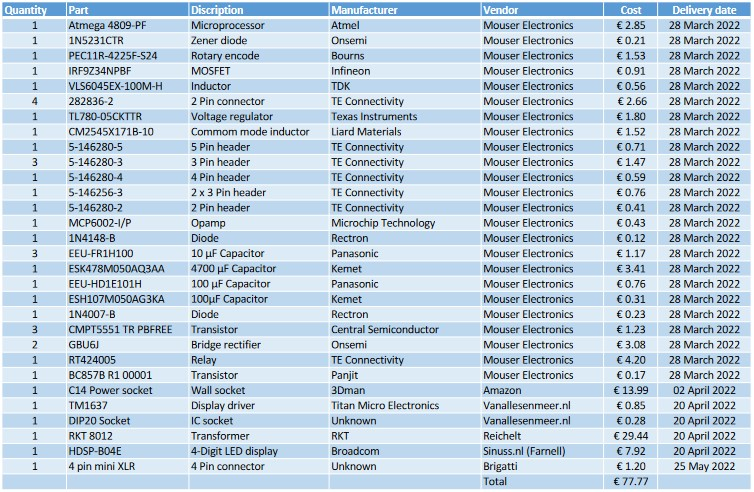 Quantity Part Discription Manufacturer Vendor Cost Delivery date
1 Atmega 4809-PF Microprocessor Atmel Mouser Electronics € 2.85 28 March 2022
1 1N5231CTR Zener diode Onsemi Mouser Electronics € 0.21 28 March 2022
1 PEC11R-4225F-S24 Rotary encode Bourns Mouser Electronics € 1.53 28 March 2022
1 IRF9Z34NPBF MOSFET Infineon Mouser Electronics € 0.91 28 March 2022
1 VLS6045EX-100M-H Inductor TDK Mouser Electronics € 0.56 28 March 2022
4 282836-2 2 Pin connector TE Connectivity Mouser Electronics € 2.66 28 March 2022
1 TL780-05CKTTR Voltage regulator Texas Instruments Mouser Electronics € 1.80 28 March 2022
1 CM2545X171B-10 Commom mode inductor Liard Materials Mouser Electronics € 1.52 28 March 2022
1 5-146280-5 5 Pin header TE Connectivity Mouser Electronics € 0.71 28 March 2022
3 5-146280-3 3 Pin header TE Connectivity Mouser Electronics € 1.47 28 March 2022
1 5-146280-4 4 Pin header TE Connectivity Mouser Electronics € 0.59 28 March 2022
1 5-146256-3 2 x 3 Pin header TE Connectivity Mouser Electronics € 0.76 28 March 2022
1 5-146280-2 2 Pin header TE Connectivity Mouser Electronics € 0.41 28 March 2022
1 MCP6002-I/P Opamp Microchip Technology Mouser Electronics € 0.43 28 March 2022
1 1N4148-B Diode Rectron Mouser Electronics € 0.12 28 March 2022
3 EEU-FR1H100 10 µF Capacitor Panasonic Mouser Electronics € 1.17 28 March 2022
1 ESK478M050AQ3AA 4700 µF Capacitor Kemet Mouser Electronics € 3.41 28 March 2022
1 EEU-HD1E101H 100 µF Capacitor Panasonic Mouser Electronics € 0.76 28 March 2022
1 ESH107M050AG3KA 100µF Capacitor Kemet Mouser Electronics € 0.31 28 March 2022
1 1N4007-B Diode Rectron Mouser Electronics € 0.23 28 March 2022
3 CMPT5551 TR PBFREE Transistor Central Semiconductor Mouser Electronics € 1.23 28 March 2022
2 GBU6J Bridge rectifier Onsemi Mouser Electronics € 3.08 28 March 2022
1 RT424005 Relay TE Connectivity Mouser Electronics € 4.20 28 March 2022
1 BC857B R1 00001 Transistor Panjit Mouser Electronics € 0.17 28 March 2022
1 C14 Power socket Wall socket 3Dman Amazon € 13.99 02 April 2022
1 TM1637 Display driver Titan Micro Electronics Vanallesenmeer.nl € 0.85 20 April 2022
1 DIP20 Socket IC socket Unknown Vanallesenmeer.nl € 0.28 20 April 2022
1 RKT 8012 Transformer RKT Reichelt € 29.44 20 April 2022
1 HDSP-B04E 4-Digit LED display Broadcom Sinuss.nl (Farnell) € 7.92 20 April 2022
1 4 pin mini XLR 4 Pin connector Unknown Brigatti € 1.20 25 May 2022
Total € 77.77